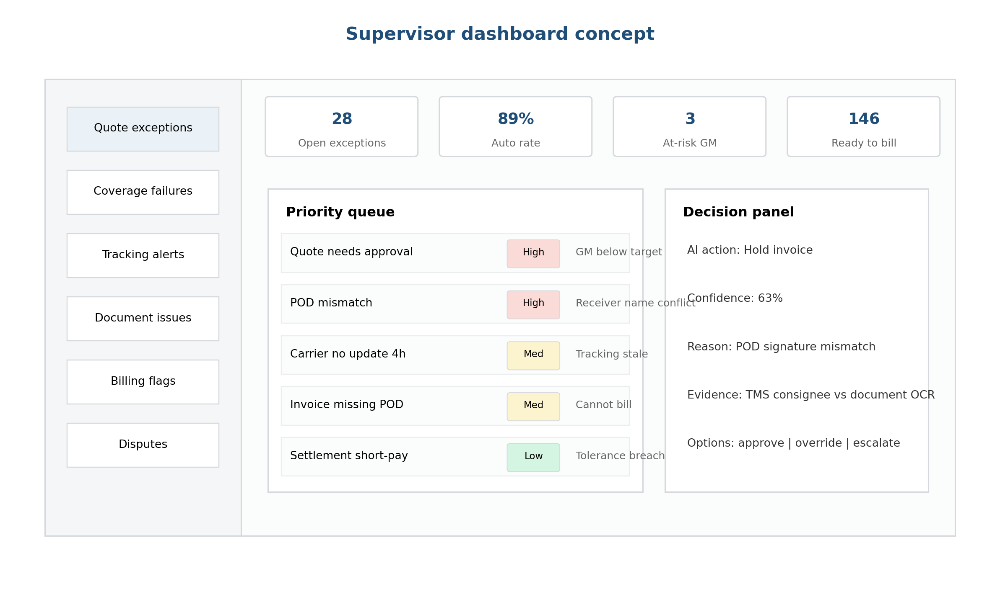 Supervisor dashboard concept
Quote exceptions
Coverage failures
Tracking alerts
Document issues
Billing flags
Disputes
28
Open exceptions
89%
Auto rate
3
At-risk GM
146
Ready to bill
Priority queue
Quote needs approval High GM below target
POD mismatch High Receiver name conflict
Carrier no update 4h Med Tracking stale
Invoice missing POD Med Cannot bill
Settlement short-pay Low Tolerance breach
Decision panel
AI action: Hold invoice
Confidence: 63%
Reason: POD signature mismatch
Evidence: TMS consignee vs document OCR
Options: approve | override | escalate